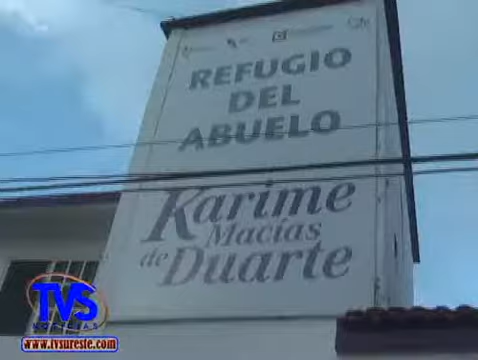 REFUGIO
DEL
ABUELO
Karime
Macías
de Duarte
TVS
NOTICIAS
www.tvsureste.com